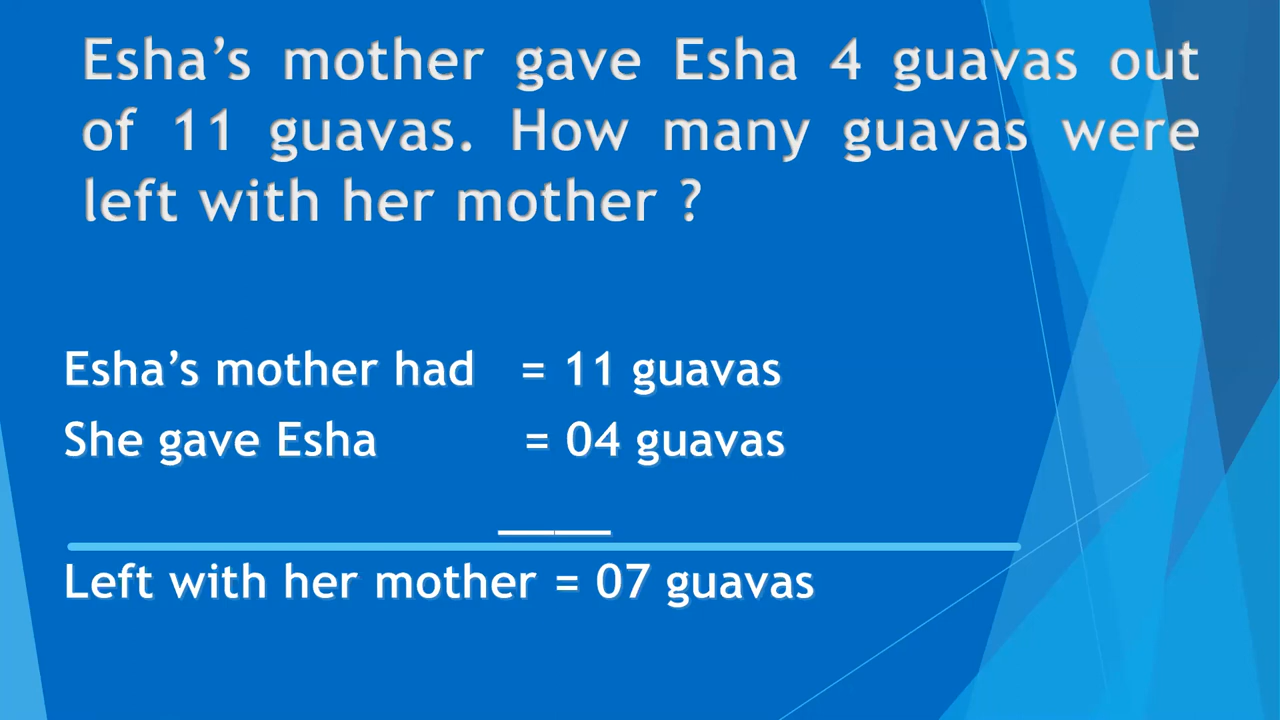 Esha’s mother gave Esha 4 guavas out
of 11 guavas. How many guavas were
left with her mother ?
Esha’s mother had = 11 guavas
She gave Esha = 04 guavas
Left with her mother = 07 guavas